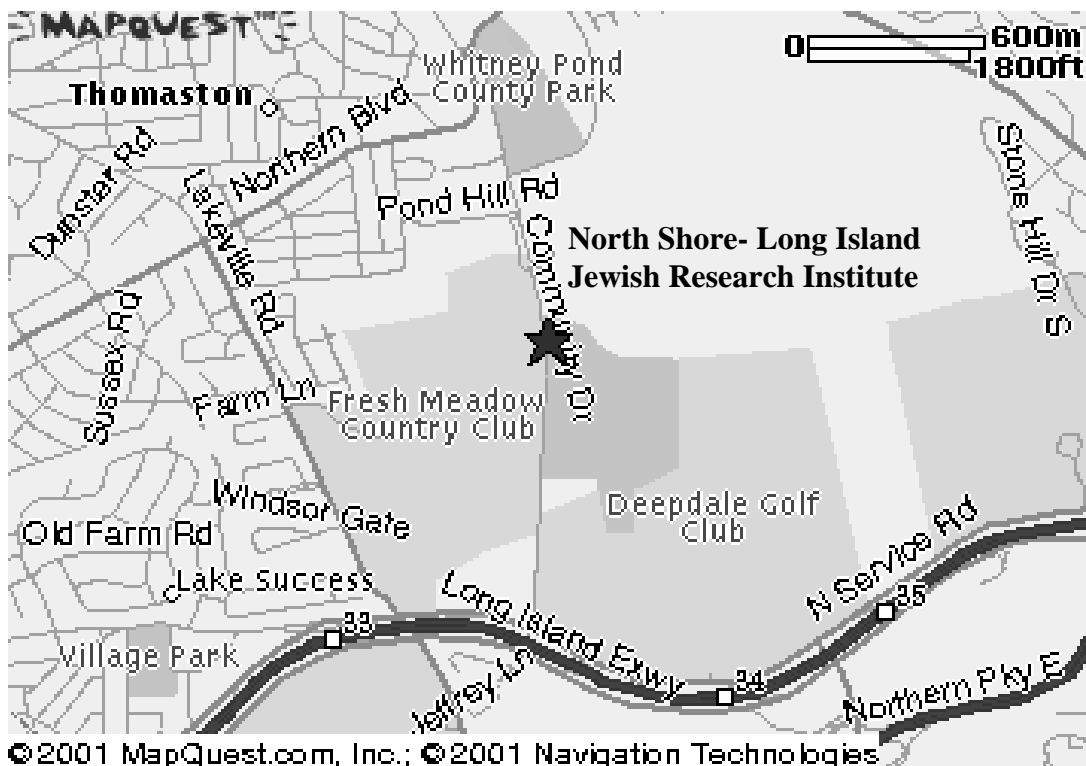 MAPQUEST
0 600m
1800ft
Whitney Pond
County Park
Thomaston
Northern Blvd
Dunster Rd
Lakeville Rd
Pond Hill Rd
Community Dr
Stone Hill Dr S
North Shore- Long Island
Jewish Research Institute
Sussex Rd
Farm Ln
Fresh Meadow
Country Club
Windsor Gate
Old Farm Rd
Deepdale Golf
Club
Lake Success
Long Island Exwy
N Service Rd
33
35
Village Park
Jeffrey Ln
34
Northern Pky E
©2001 MapQuest.com, Inc.; ©2001 Navigation Technologies